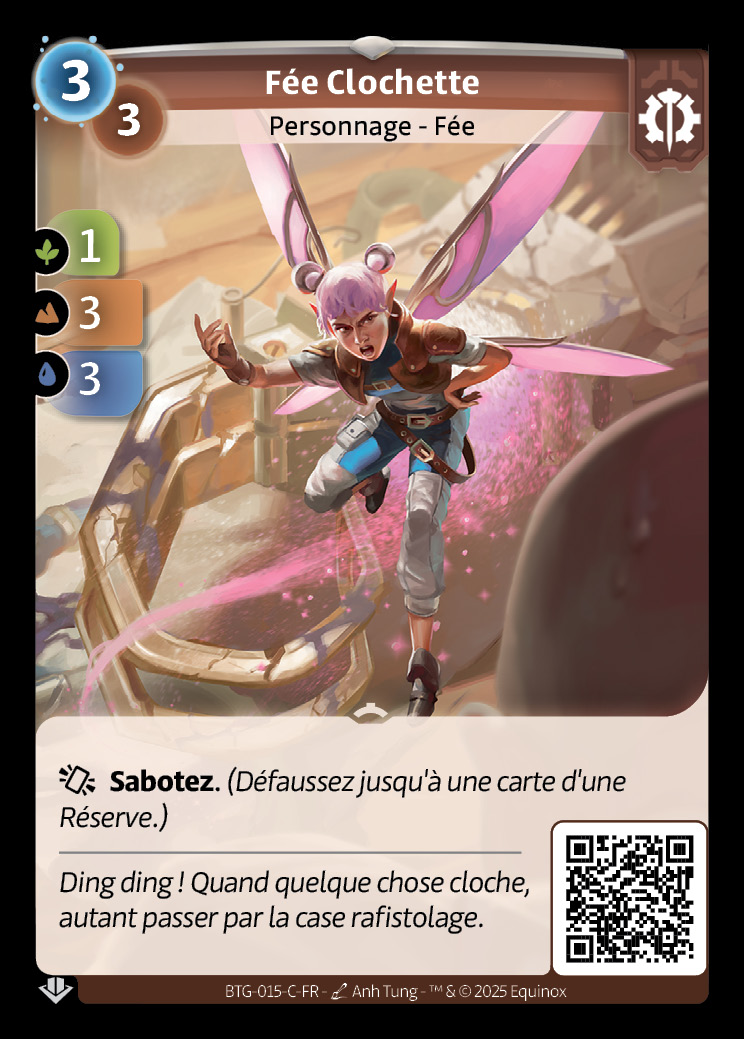 3
Fée Clochette
3
Personnage - Fée
1
3
3
Sabotez. (Défaussez jusqu'à une carte d'une
Réserve.)
Ding ding ! Quand quelque chose cloche,
autant passer par la case rafistolage.
BTG-015-C-FR - Anh Tung - ™ & © 2025 Equinox